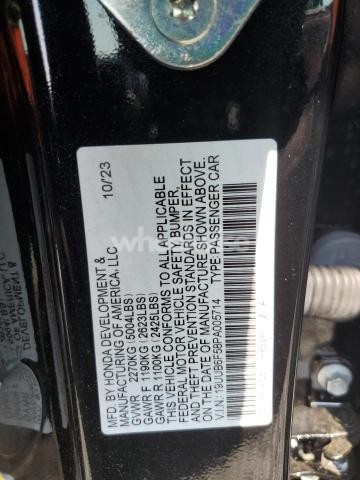 MFD. BY HONDA DEVELOPMENT & 10/23
MANUFACTURING OF AMERICA, LLC
GVWR 2270KG (5004LBS)
GAWR F 1190KG (2623LBS)
GAWR R 1100KG (2425LBS)
THIS VEHICLE CONFORMS TO ALL APPLICABLE
FEDERAL MOTOR VEHICLE SAFETY, BUMPER,
AND THEFT PREVENTION STANDARDS IN EFFECT
ON THE DATE OF MANUFACTURE SHOWN ABOVE.
V.I.N.: 19UUB6F58PA005714 TYPE:PASSENGER CAR